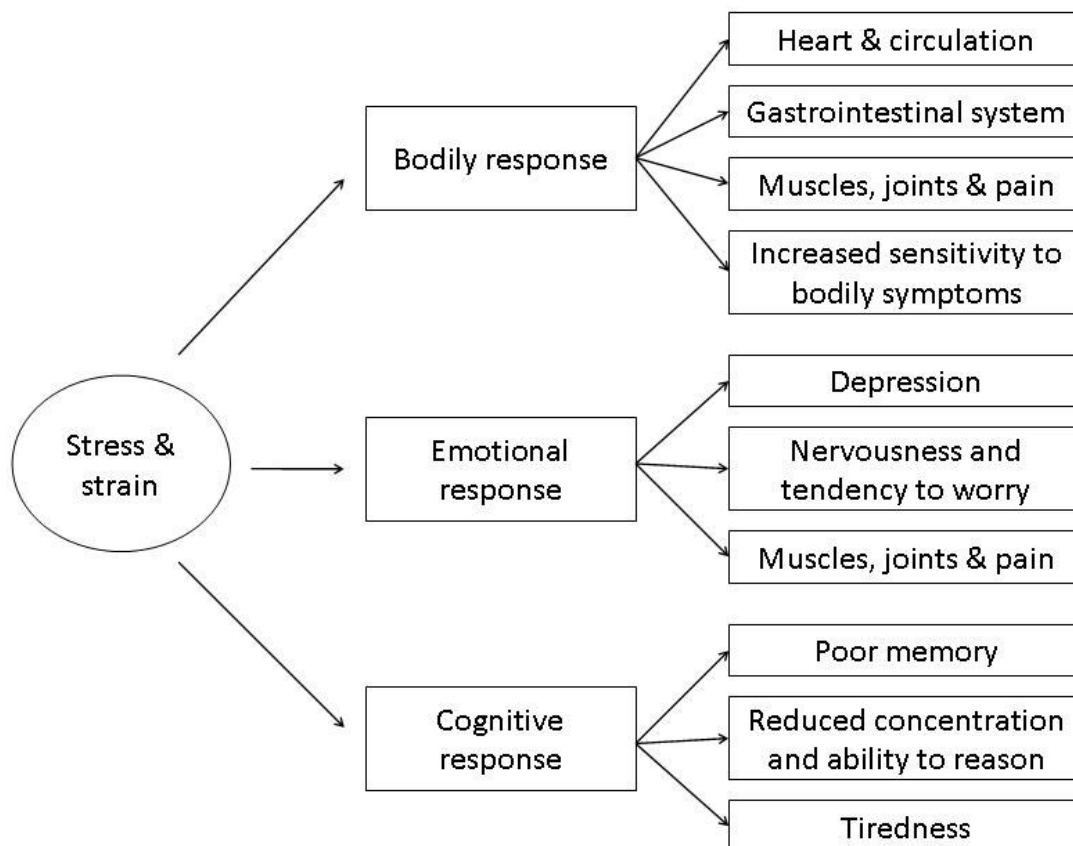 Stress &
strain
Bodily response
Heart & circulation
Gastrointestinal system
Muscles, joints & pain
Increased sensitivity to
bodily symptoms
Emotional
response
Depression
Nervousness and
tendency to worry
Muscles, joints & pain
Cognitive
response
Poor memory
Reduced concentration
and ability to reason
Tiredness